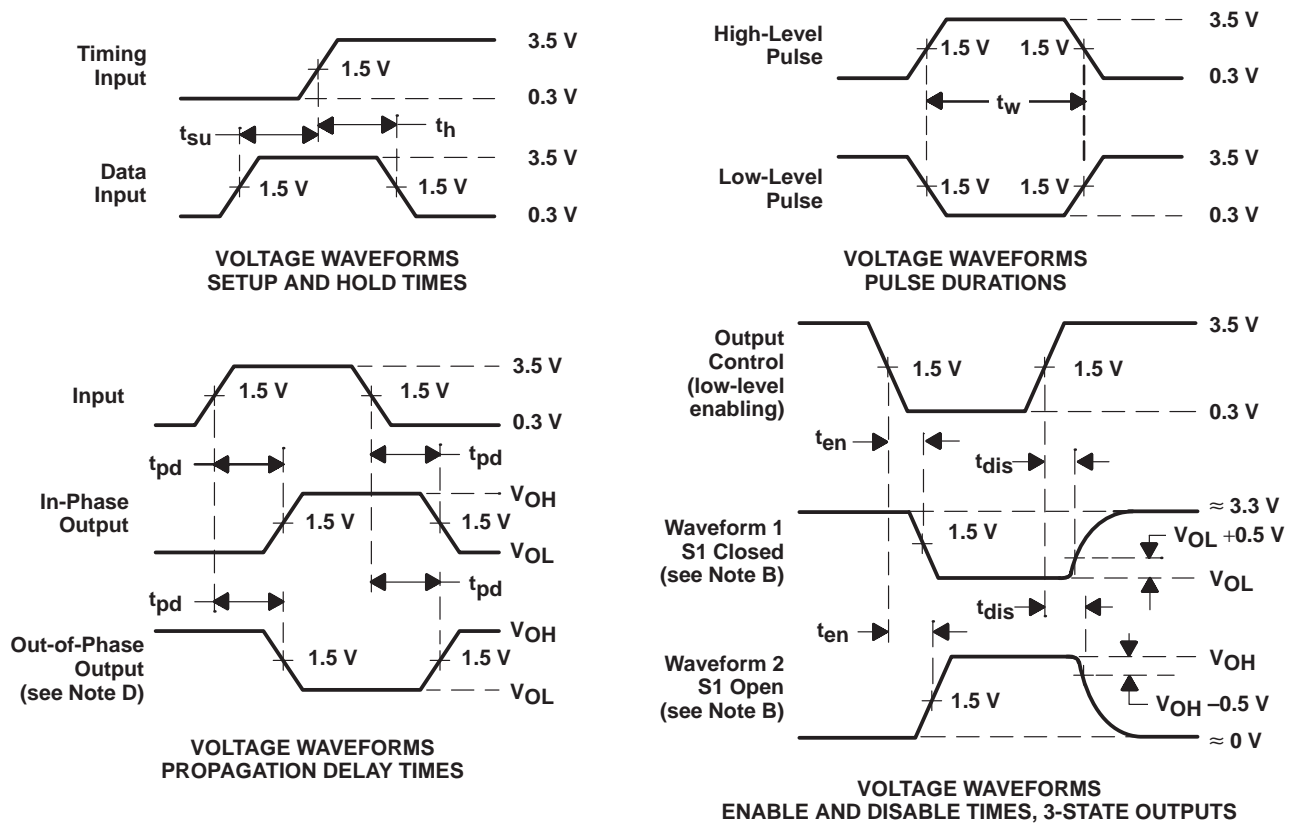 Timing
Input
3.5 V
1.5 V
0.3 V
tsu
th
Data
Input
3.5 V
1.5 V
1.5 V
0.3 V
VOLTAGE WAVEFORMS
SETUP AND HOLD TIMES
High-Level
Pulse
3.5 V
1.5 V
1.5 V
0.3 V
tw
Low-Level
Pulse
3.5 V
1.5 V
1.5 V
0.3 V
VOLTAGE WAVEFORMS
PULSE DURATIONS
Input
3.5 V
1.5 V
1.5 V
0.3 V
tpd
tpd
In-Phase
Output
VOH
1.5 V
1.5 V
VOL
tpd
tpd
Out-of-Phase
Output
(see Note D)
VOH
1.5 V
1.5 V
VOL
VOLTAGE WAVEFORMS
PROPAGATION DELAY TIMES
Output
Control
(low-level
enabling)
3.5 V
1.5 V
1.5 V
0.3 V
ten
tdis
Waveform 1
S1 Closed
(see Note B)
≈ 3.3 V
1.5 V
VOL +0.5 V
VOL
tdis
ten
Waveform 2
S1 Open
(see Note B)
VOH
1.5 V
VOH –0.5 V
≈ 0 V
VOLTAGE WAVEFORMS
ENABLE AND DISABLE TIMES, 3-STATE OUTPUTS